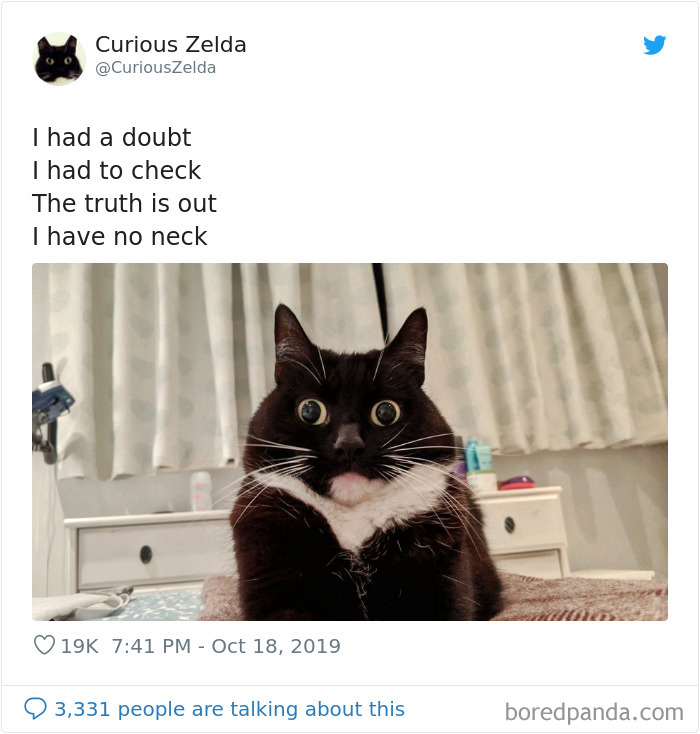 Curious Zelda
@CuriousZelda
I had a doubt
I had to check
The truth is out
I have no neck
19K 7:41 PM - Oct 18, 2019
3,331 people are talking about this
boredpanda.com